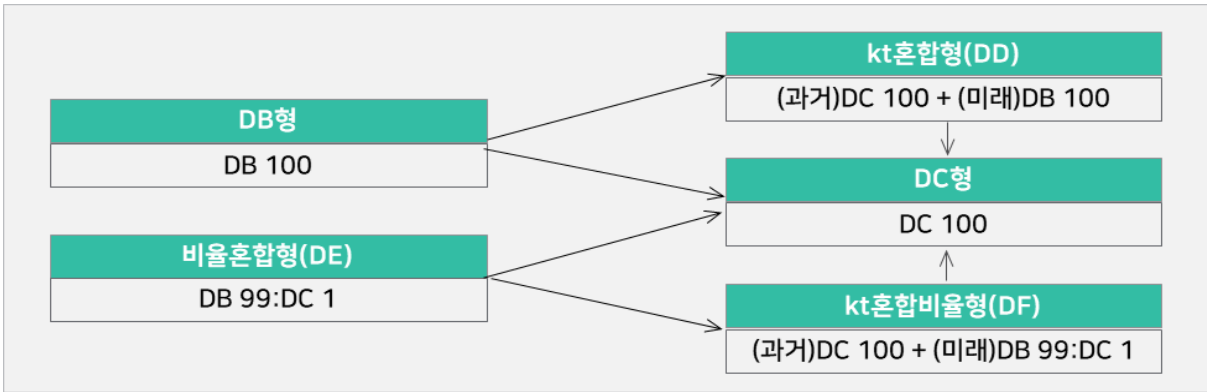 DB형
DB 100
비율혼합형(DE)
DB 99:DC 1
kt혼합형(DD)
(과거)DC 100 + (미래)DB 100
DC형
DC 100
kt혼합비율형(DF)
(과거)DC 100 + (미래)DB 99:DC 1